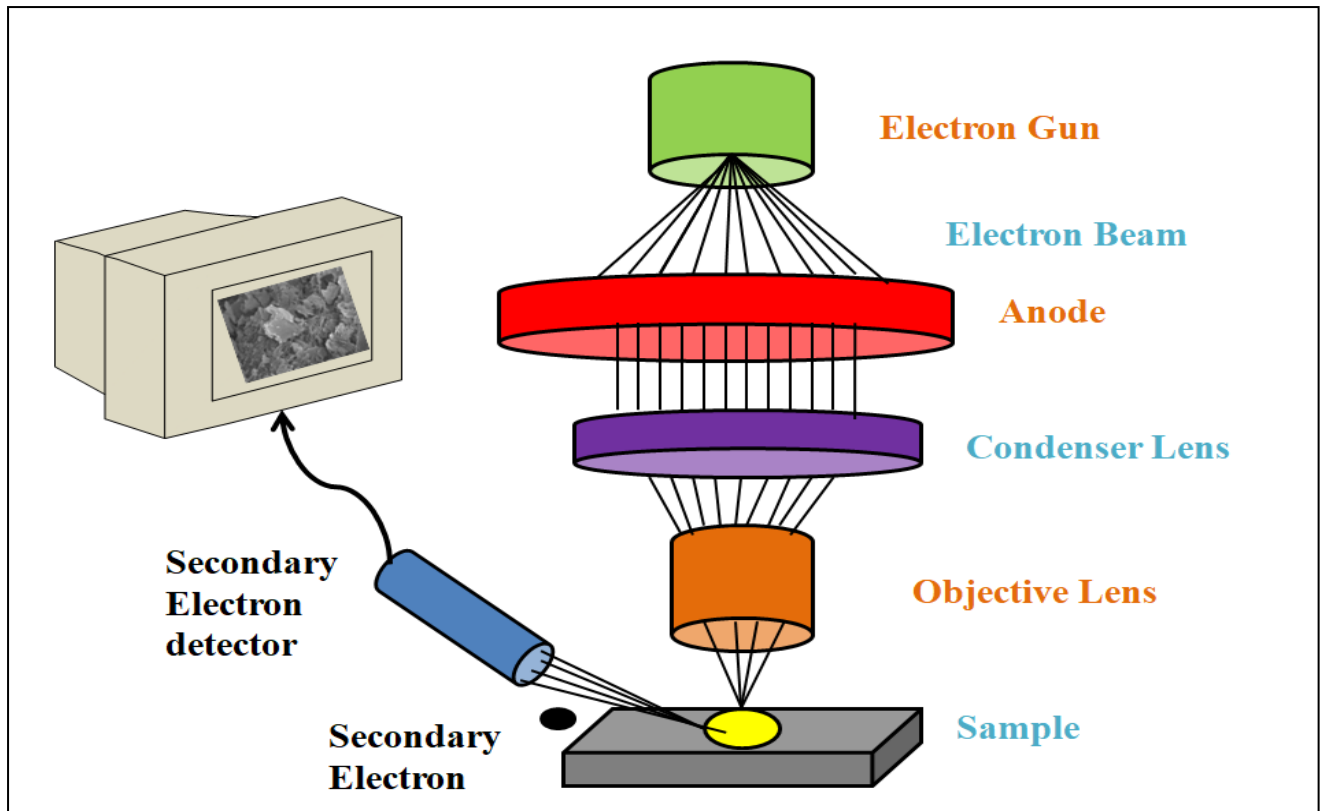 Electron Gun
Electron Beam
Anode
Condenser Lens
Secondary
Electron
detector
Objective Lens
Secondary
Electron
Sample